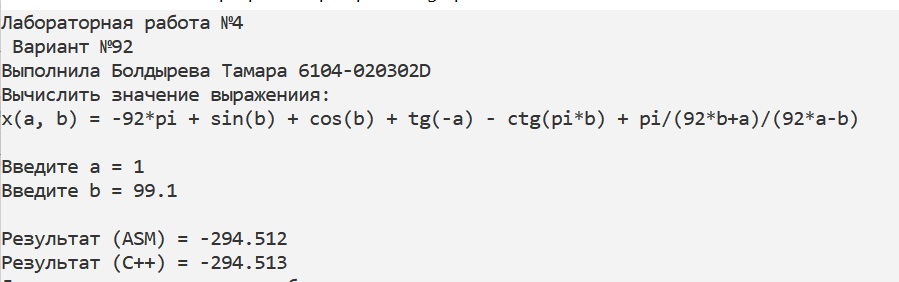 Лабораторная работа №4
Вариант №92
Выполнила Болдырева Тамара 6104-020302D
Вычислить значение выражениия:
x(a, b) = -92*pi + sin(b) + cos(b) + tg(-a) - ctg(pi*b) + pi/(92*b+a)/(92*a-b)
Введите a = 1
Введите b = 99.1
Результат (ASM) = -294.512
Результат (C++) = -294.513